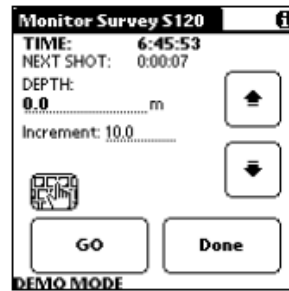 Monitor Survey S120 i
TIME: 6:45:53
NEXT SHOT: 0:00:07
DEPTH:
0.0 m
Increment: 10.0
GO Done
DEMO MODE